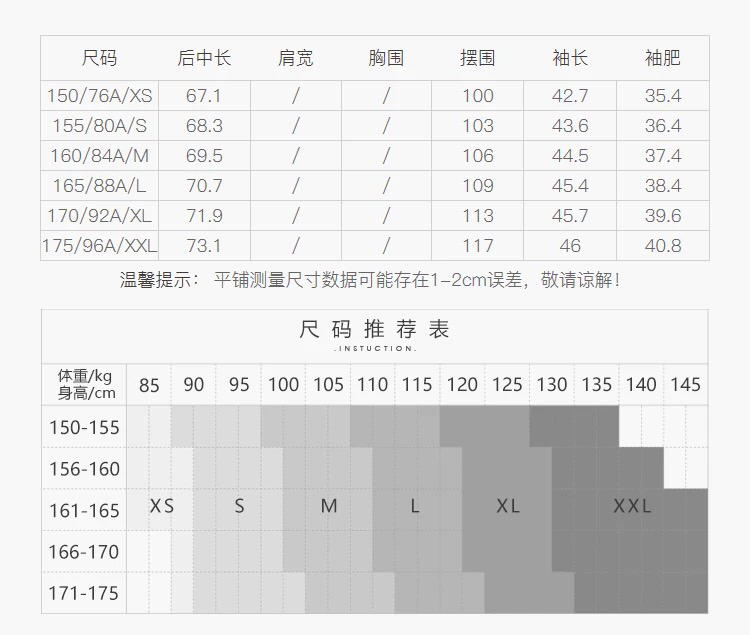 尺码 后中长 肩宽 胸围 摆围 袖长 袖肥
150/76A/XS 67.1 / / 100 42.7 35.4
155/80A/S 68.3 / / 103 43.6 36.4
160/84A/M 69.5 / / 106 44.5 37.4
165/88A/L 70.7 / / 109 45.4 38.4
170/92A/XL 71.9 / / 113 45.7 39.6
175/96A/XXL 73.1 / / 117 46 40.8
温馨提示: 平铺测量尺寸数据可能存在1-2cm误差，敬请谅解!
尺码推荐表
.INSTUCTION.
体重/kg
身高/cm
85 90 95 100 105 110 115 120 125 130 135 140 145
150-155
156-160
161-165 XS S M L XL XXL
166-170
171-175